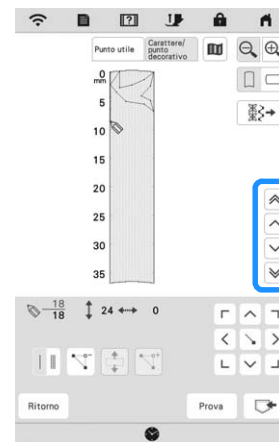 Punto utile
Carattere/
punto
decorativo
0
mm
5
10
15
20
25
30
35
18
18
24
0
Ritorno
Prova